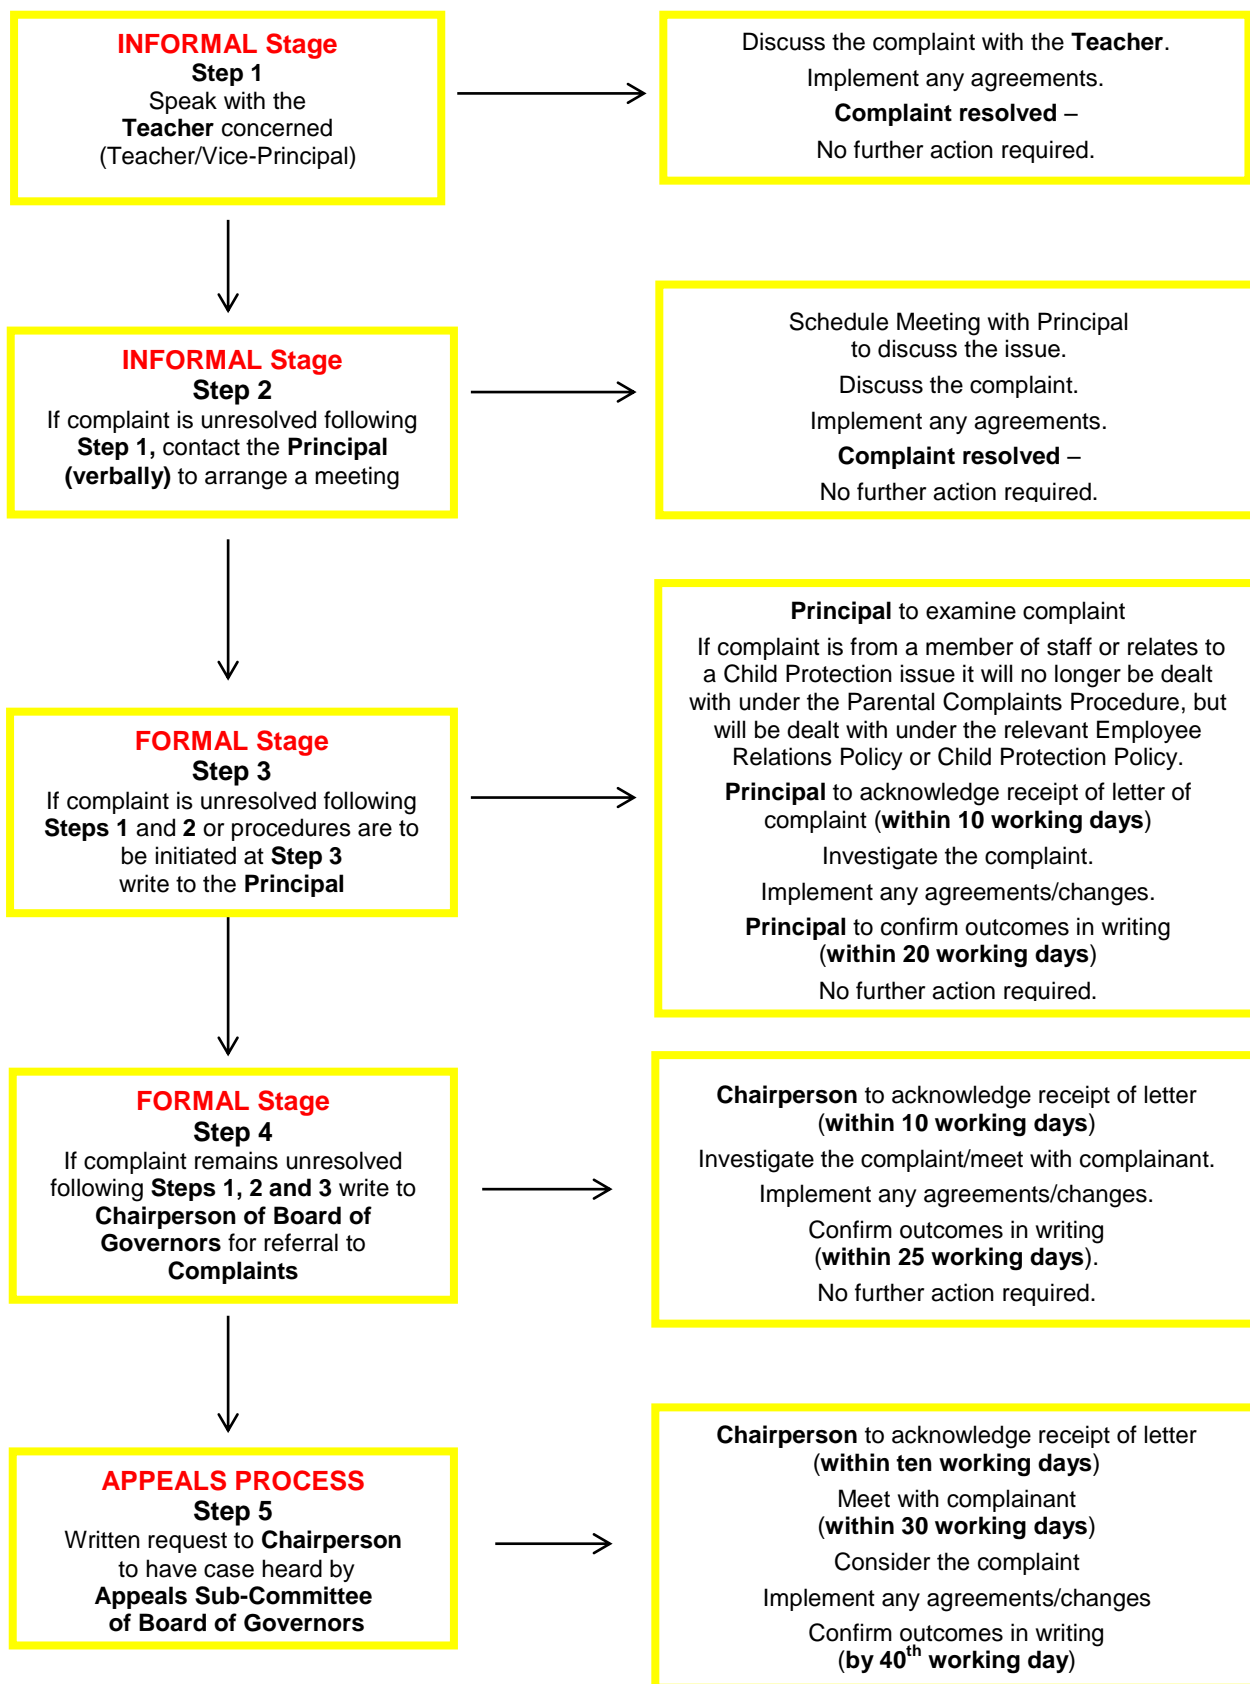 INFORMAL Stage
Step 1
Speak with the
Teacher concerned
(Teacher/Vice-Principal)
Discuss the complaint with the Teacher.
Implement any agreements.
Complaint resolved –
No further action required.
INFORMAL Stage
Step 2
If complaint is unresolved following
Step 1, contact the Principal
(verbally) to arrange a meeting
Schedule Meeting with Principal
to discuss the issue.
Discuss the complaint.
Implement any agreements.
Complaint resolved –
No further action required.
FORMAL Stage
Step 3
If complaint is unresolved following
Steps 1 and 2 or procedures are to
be initiated at Step 3
write to the Principal
Principal to examine complaint
If complaint is from a member of staff or relates to
a Child Protection issue it will no longer be dealt
with under the Parental Complaints Procedure, but
will be dealt with under the relevant Employee
Relations Policy or Child Protection Policy.
Principal to acknowledge receipt of letter of
complaint (within 10 working days)
Investigate the complaint.
Implement any agreements/changes.
Principal to confirm outcomes in writing
(within 20 working days)
No further action required.
FORMAL Stage
Step 4
If complaint remains unresolved
following Steps 1, 2 and 3 write to
Chairperson of Board of
Governors for referral to
Complaints
Chairperson to acknowledge receipt of letter
(within 10 working days)
Investigate the complaint/meet with complainant.
Implement any agreements/changes.
Confirm outcomes in writing
(within 25 working days).
No further action required.
APPEALS PROCESS
Step 5
Written request to Chairperson
to have case heard by
Appeals Sub-Committee
of Board of Governors
Chairperson to acknowledge receipt of letter
(within ten working days)
Meet with complainant
(within 30 working days)
Consider the complaint
Implement any agreements/changes
Confirm outcomes in writing
(by 40th working day)